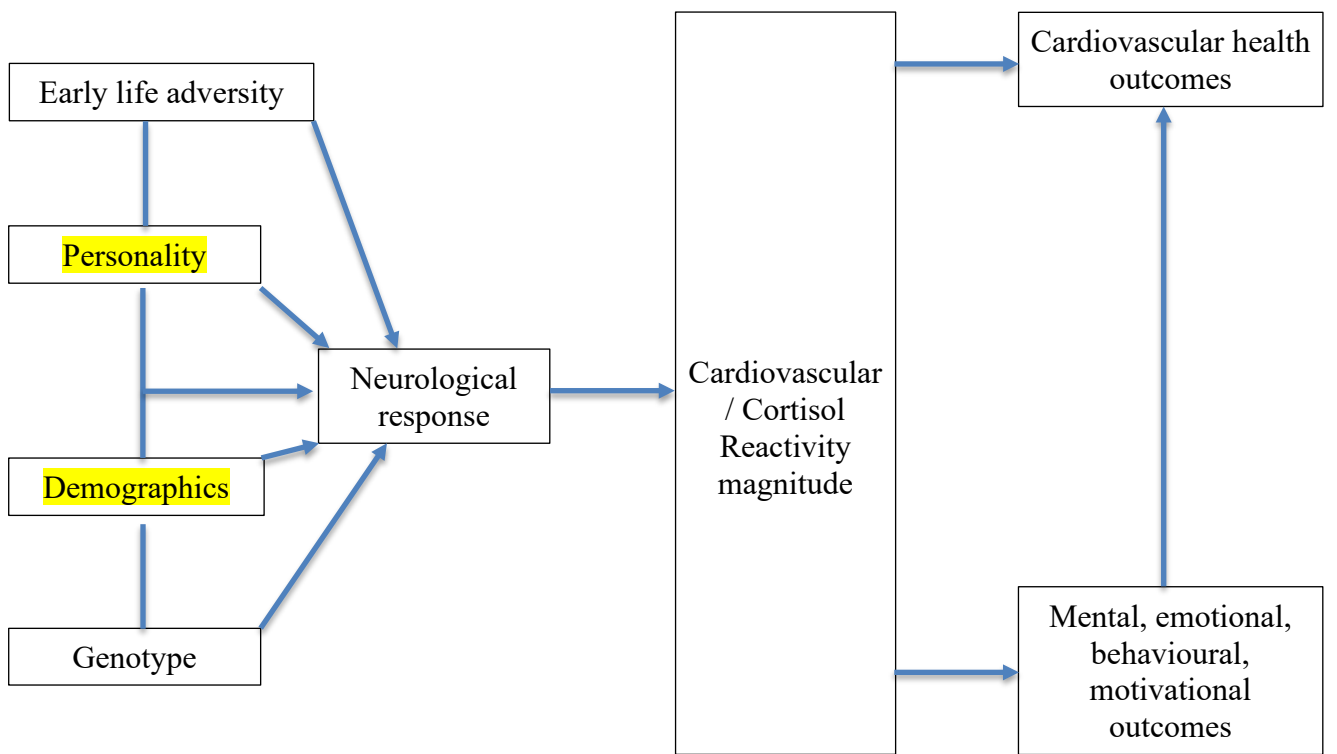 Early life adversity
Personality
Demographics
Genotype
Neurological
response
Cardiovascular
/ Cortisol
Reactivity
magnitude
Cardiovascular health
outcomes
Mental, emotional,
behavioural,
motivational
outcomes